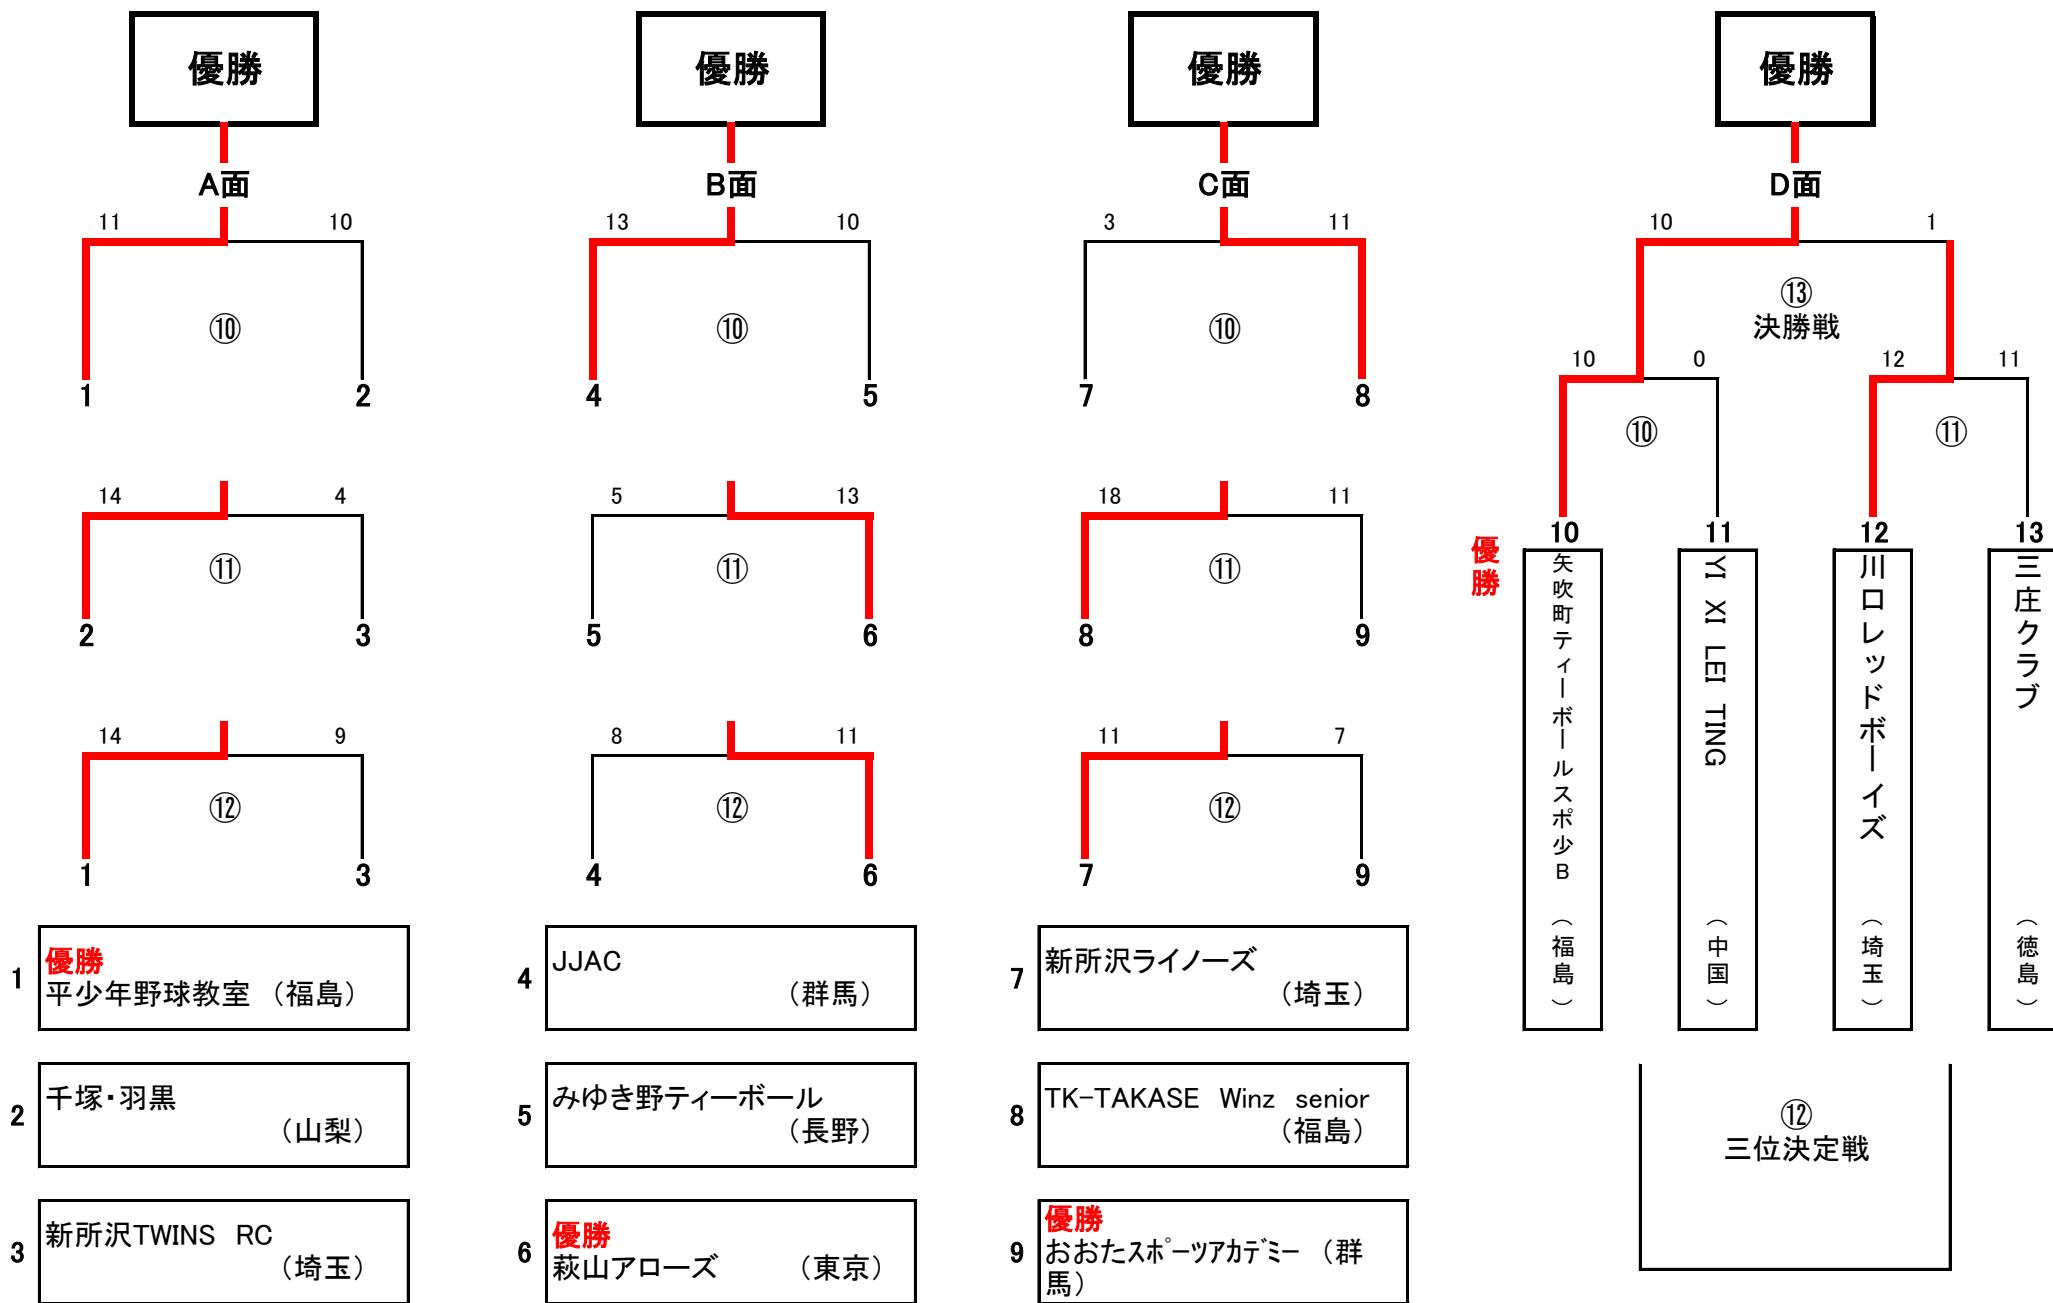 優勝
優勝
優勝
優勝
A面
B面
C面
D面
11
10
13
10
3
11
10
1
⑩
⑩
⑩
⑬
決勝戦
10
0
12
11
1
2
4
5
7
8
⑩
⑪
14
4
5
13
18
11
⑪
⑪
⑪
2
3
5
6
8
9
14
9
8
11
11
7
⑫
⑫
⑫
1
3
4
6
7
9
優勝
10
矢吹町ティーボールスポ少B（福島）
11
YI XI LEI TING（中国）
12
川口レッドボーイズ（埼玉）
13
三庄クラブ（徳島）
1
優勝
平少年野球教室 （福島）
4
JJAC
（群馬）
7
新所沢ライノーズ
（埼玉）
2
千塚・羽黒
（山梨）
5
みゆき野ティーボール
（長野）
8
TK-TAKASE Winz senior
（福島）
⑫
三位決定戦
3
新所沢TWINS RC
（埼玉）
6
優勝
萩山アローズ （東京）
9
優勝
おおたｽﾎﾟｰﾂｱｶﾃﾞﾐｰ （群
馬）